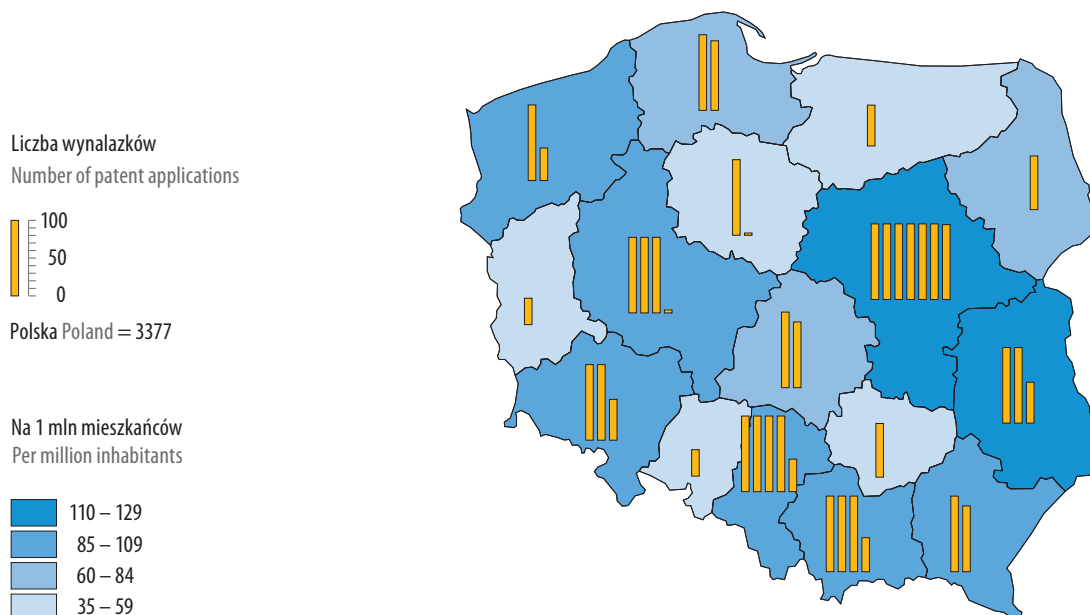 Liczba wynalazków
Number of patent applications
100
50
0
Polska Poland = 3377
Na 1 mln mieszkańców
Per million inhabitants
110 – 129
85 – 109
60 – 84
35 – 59